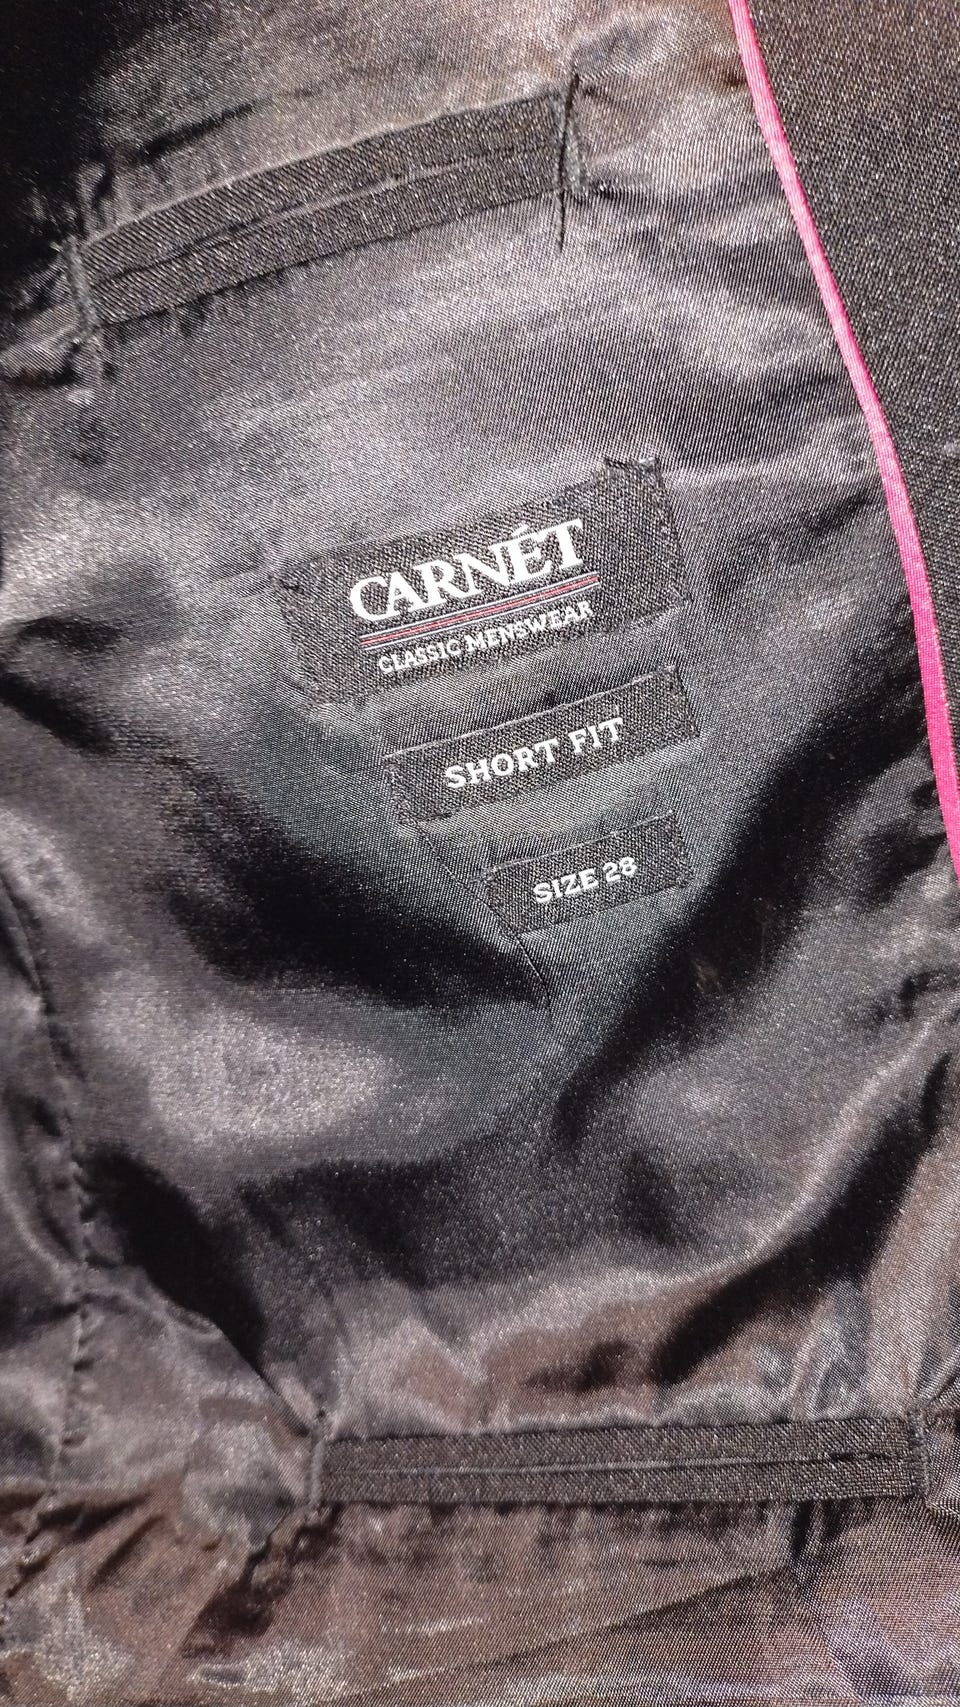 CARNÉT
CLASSIC MENSWEAR
SHORT FIT
SIZE 28